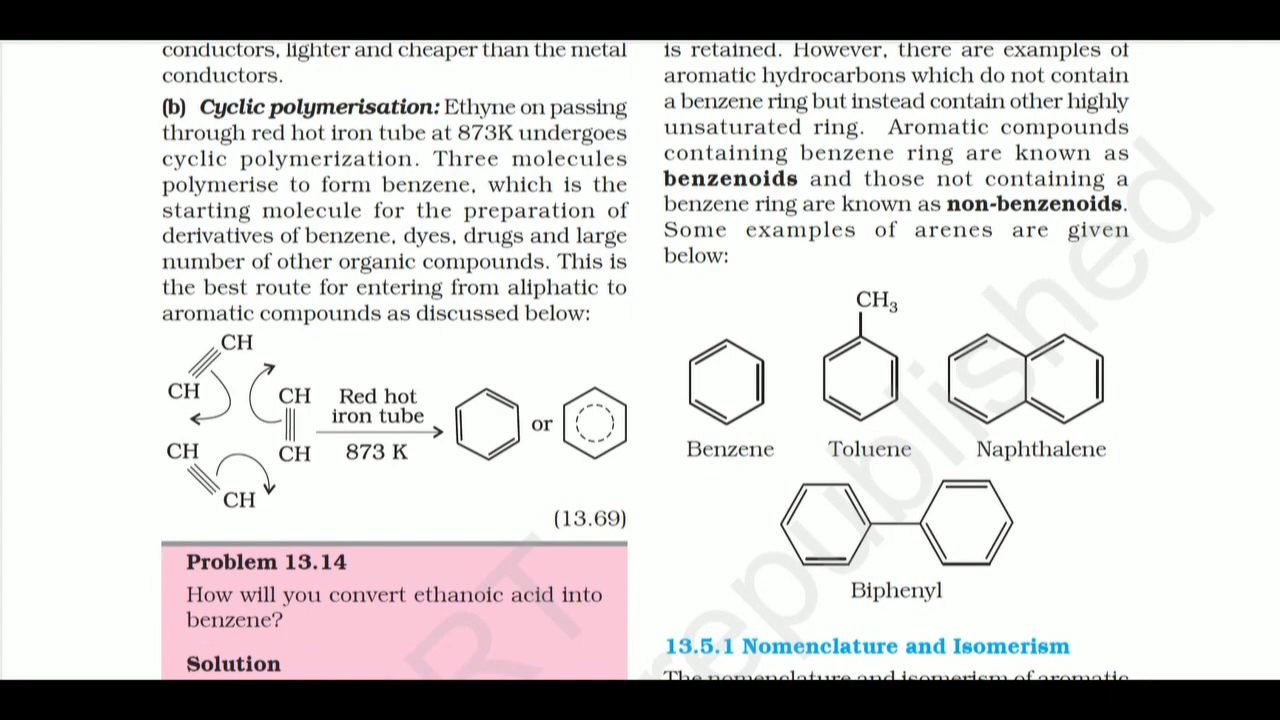 conductors, lighter and cheaper than the metal
conductors.
(b) Cyclic polymerisation: Ethyne on passing
through red hot iron tube at 873K undergoes
cyclic polymerization. Three molecules
polymerise to form benzene, which is the
starting molecule for the preparation of
derivatives of benzene, dyes, drugs and large
number of other organic compounds. This is
the best route for entering from aliphatic to
aromatic compounds as discussed below:
CH
CH
CH
CH
CH
CH
Red hot
iron tube
873 K
or
(13.69)
Problem 13.14
How will you convert ethanoic acid into
benzene?
Solution
is retained. However, there are examples of
aromatic hydrocarbons which do not contain
a benzene ring but instead contain other highly
unsaturated ring. Aromatic compounds
containing benzene ring are known as
benzenoids and those not containing a
benzene ring are known as non-benzenoids.
Some examples of arenes are given
below:
CH₃
Benzene Toluene Naphthalene
Biphenyl
13.5.1 Nomenclature and Isomerism
The nomenclature and isomerism of aromatic
republished